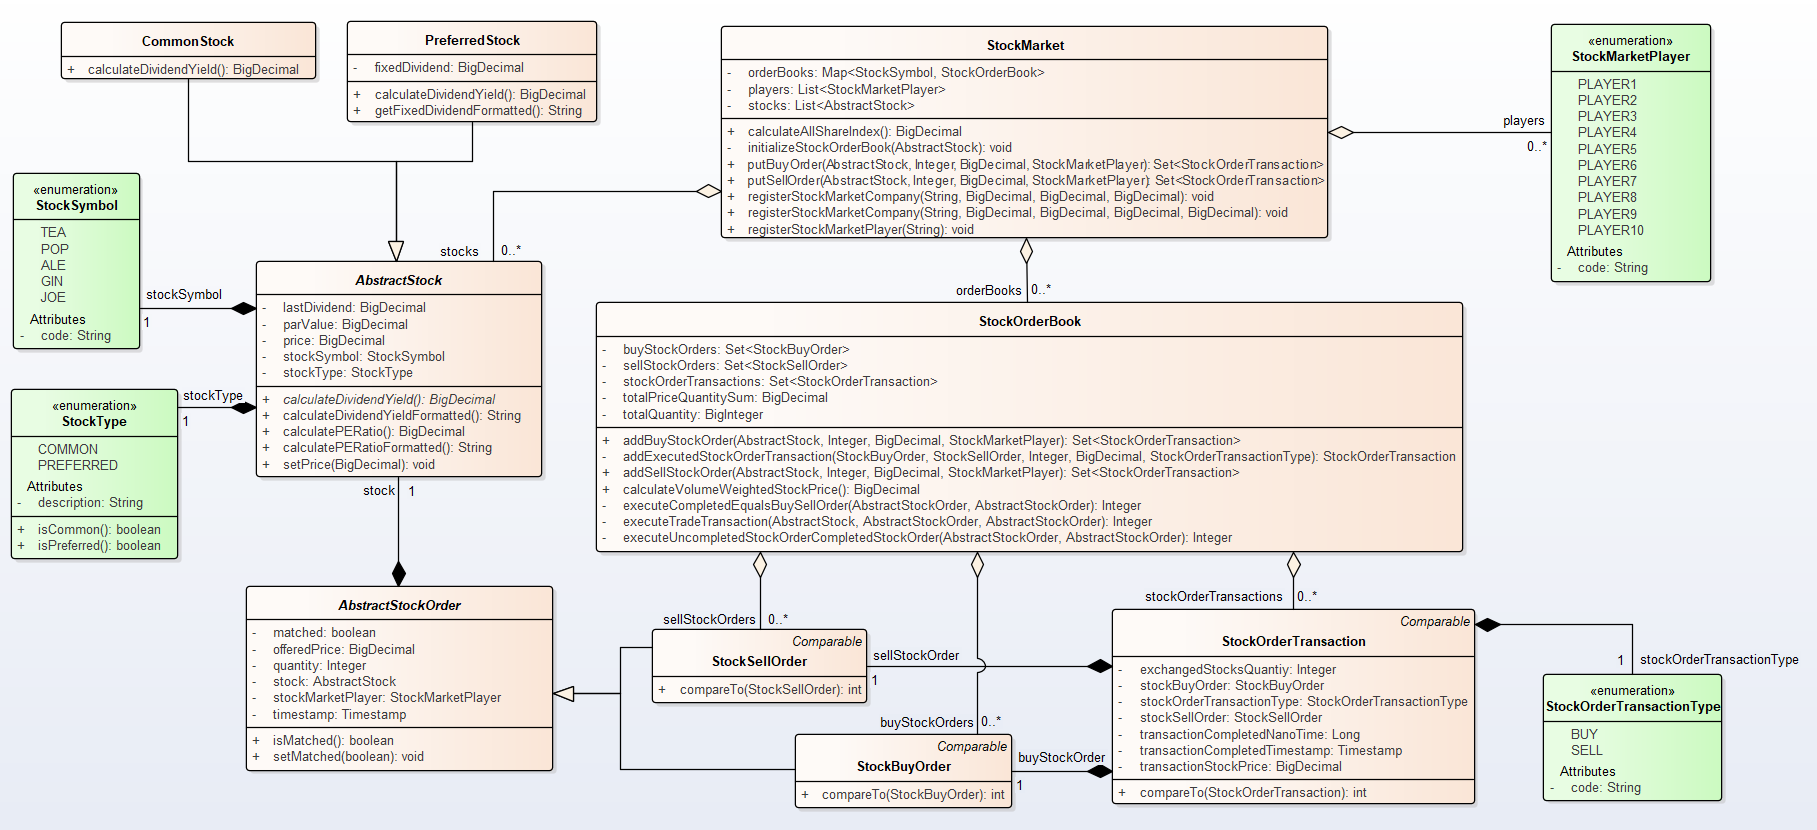 CommonStock
+ calculateDividendYield(): BigDecimal
PreferredStock
- fixedDividend: BigDecimal
+ calculateDividendYield(): BigDecimal
+ getFixedDividendFormatted(): String
StockMarket
- orderBooks: Map<StockSymbol, StockOrderBook>
- players: List<StockMarketPlayer>
- stocks: List<AbstractStock>
+ calculateAllShareIndex(): BigDecimal
- initializeStockOrderBook(AbstractStock): void
+ putBuyOrder(AbstractStock, Integer, BigDecimal, StockMarketPlayer): Set<StockOrderTransaction>
+ putSellOrder(AbstractStock, Integer, BigDecimal, StockMarketPlayer): Set<StockOrderTransaction>
+ registerStockMarketCompany(String, BigDecimal, BigDecimal, BigDecimal): void
+ registerStockMarketCompany(String, BigDecimal, BigDecimal, BigDecimal, BigDecimal): void
+ registerStockMarketPlayer(String): void
players
0..*
«enumeration»
StockMarketPlayer
PLAYER1
PLAYER2
PLAYER3
PLAYER4
PLAYER5
PLAYER6
PLAYER7
PLAYER8
PLAYER9
PLAYER10
Attributes
- code: String
«enumeration»
StockSymbol
TEA
POP
ALE
GIN
JOE
Attributes
- code: String
stockSymbol
1
stocks
0..*
AbstractStock
- lastDividend: BigDecimal
- parValue: BigDecimal
- price: BigDecimal
- stockSymbol: StockSymbol
- stockType: StockType
+ calculateDividendYield(): BigDecimal
+ calculateDividendYieldFormatted(): String
+ calculatePERatio(): BigDecimal
+ calculatePERatioFormatted(): String
+ setPrice(BigDecimal): void
«enumeration»
StockType
COMMON
PREFERRED
Attributes
- description: String
+ isCommon(): boolean
+ isPreferred(): boolean
stockType
1
stock
1
orderBooks
0..*
StockOrderBook
- buyStockOrders: Set<StockBuyOrder>
- sellStockOrders: Set<StockSellOrder>
- stockOrderTransactions: Set<StockOrderTransaction>
- totalPriceQuantitySum: BigDecimal
- totalQuantity: BigInteger
+ addBuyStockOrder(AbstractStock, Integer, BigDecimal, StockMarketPlayer): Set<StockOrderTransaction>
- addExecutedStockOrderTransaction(StockBuyOrder, StockSellOrder, Integer, BigDecimal, StockOrderTransactionType): StockOrderTransaction
+ addSellStockOrder(AbstractStock, Integer, BigDecimal, StockMarketPlayer): Set<StockOrderTransaction>
+ calculateVolumeWeightedStockPrice(): BigDecimal
- executeCompletedEqualsBuySellOrder(AbstractStockOrder, AbstractStockOrder): Integer
- executeTradeTransaction(AbstractStock, AbstractStockOrder, AbstractStockOrder): Integer
- executeUncompletedStockOrderCompletedStockOrder(AbstractStockOrder, AbstractStockOrder): Integer
AbstractStockOrder
- matched: boolean
- offeredPrice: BigDecimal
- quantity: Integer
- stock: AbstractStock
- stockMarketPlayer: StockMarketPlayer
- timestamp: Timestamp
+ isMatched(): boolean
+ setMatched(boolean): void
sellStockOrders
0..*
Comparable
StockSellOrder
+ compareTo(StockSellOrder): int
sellStockOrder
1
buyStockOrders
0..*
Comparable
StockBuyOrder
+ compareTo(StockBuyOrder): int
buyStockOrder
1
stockOrderTransactions
0..*
Comparable
StockOrderTransaction
- exchangedStocksQuantiy: Integer
- stockBuyOrder: StockBuyOrder
- stockOrderTransactionType: StockOrderTransactionType
- stockSellOrder: StockSellOrder
- transactionCompletedNanoTime: Long
- transactionCompletedTimestamp: Timestamp
- transactionStockPrice: BigDecimal
+ compareTo(StockOrderTransaction): int
1
stockOrderTransactionType
«enumeration»
StockOrderTransactionType
BUY
SELL
Attributes
- code: String